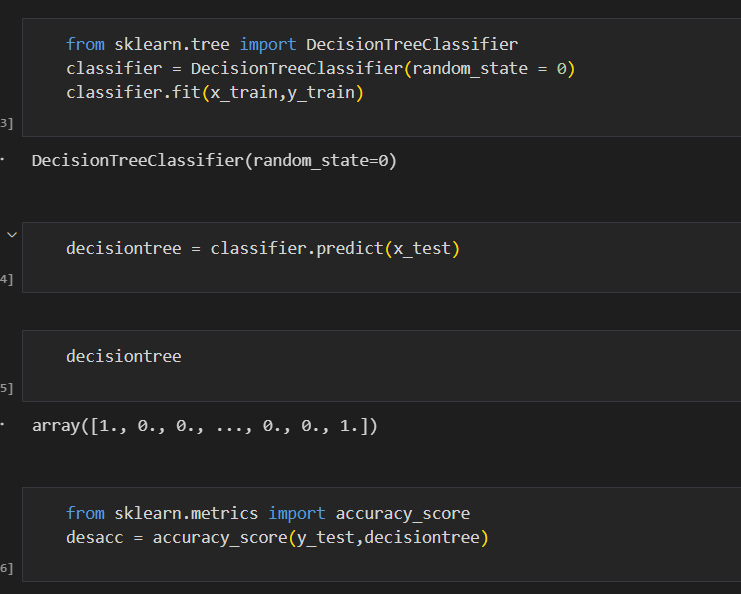 from sklearn.tree import DecisionTreeClassifier
classifier = DecisionTreeClassifier(random_state = 0)
classifier.fit(x_train,y_train)
3]
DecisionTreeClassifier(random_state=0)
decisiontree = classifier.predict(x_test)
4]
decisiontree
5]
array([1., 0., 0., ..., 0., 0., 1.])
from sklearn.metrics import accuracy_score
desacc = accuracy_score(y_test,decisiontree)
6]